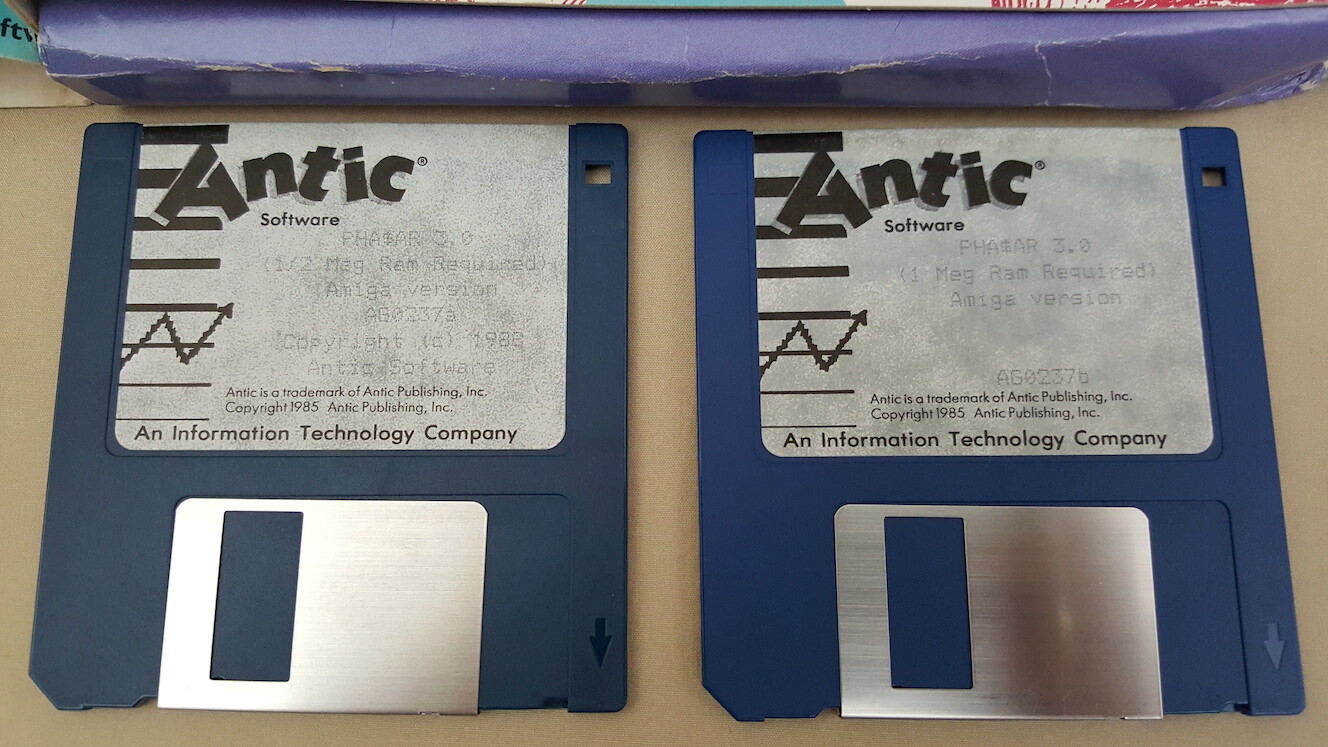 Antic®
Software
PHA$AR 3.0
(1/2 Meg Ram Required)
Amiga version
AG0237a
Copyright (c) 1988
Antic Software
Antic is a trademark of Antic Publishing, Inc.
Copyright 1985 Antic Publishing, Inc.
An Information Technology Company
Antic®
Software
PHA$AR 3.0
(1 Meg Ram Required)
Amiga version
AG0237b
Antic is a trademark of Antic Publishing, Inc.
Copyright 1985 Antic Publishing, Inc.
An Information Technology Company